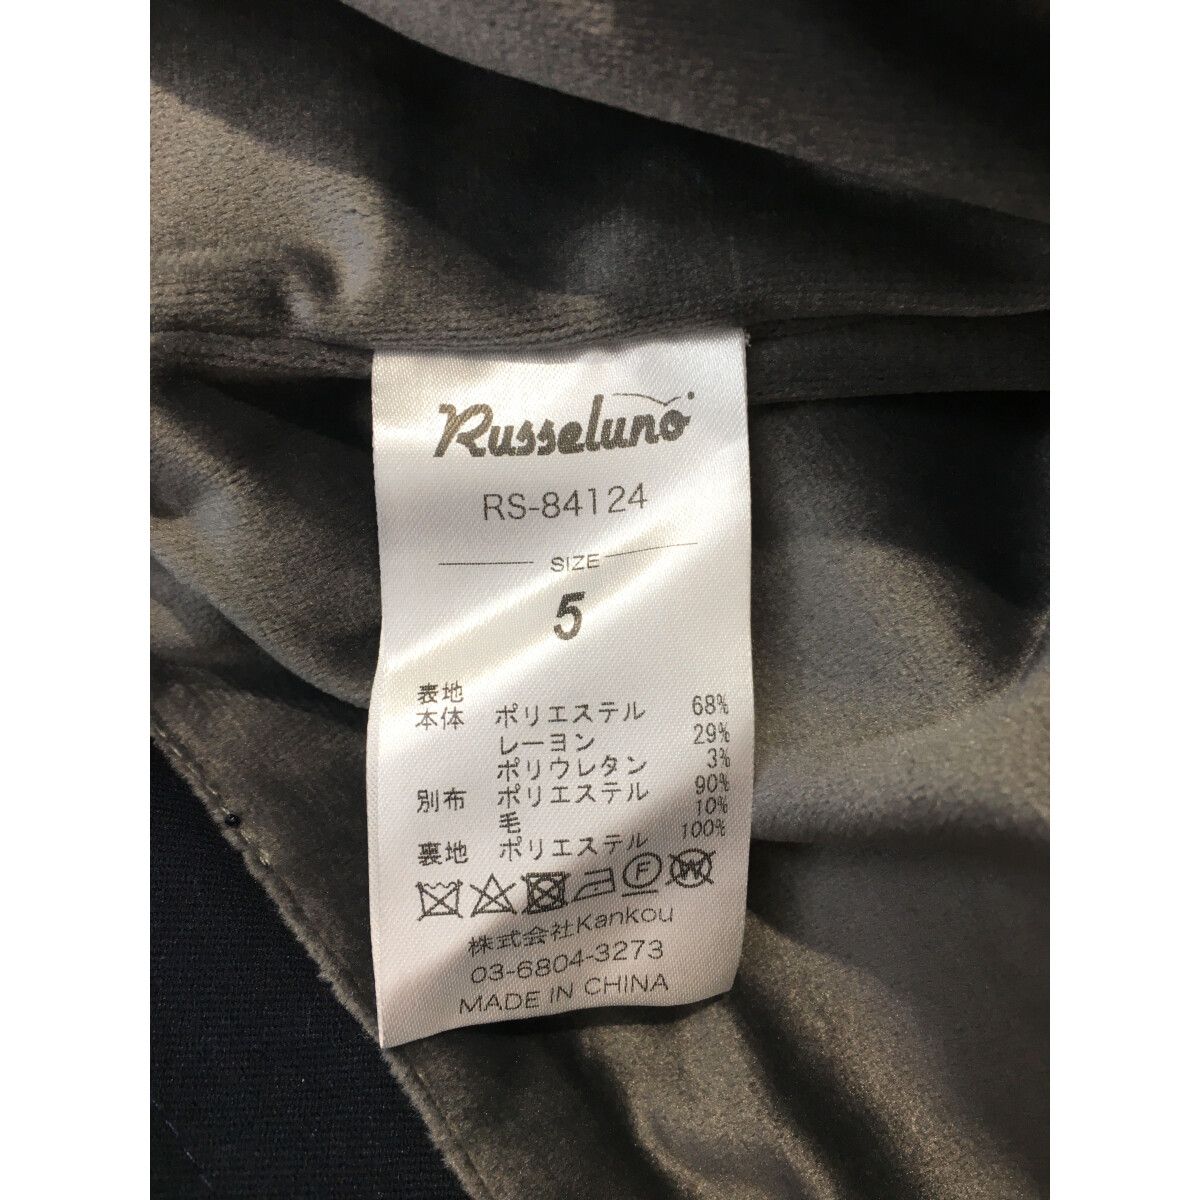 Russeluno
RS-84124
SIZE
5
表地
本体 ポリエステル 68%
レーヨン 29%
ポリウレタン 3%
別布 ポリエステル 90%
毛 10%
裏地 ポリエステル 100%
F W
株式会社Kankou
03-6804-3273
MADE IN CHINA